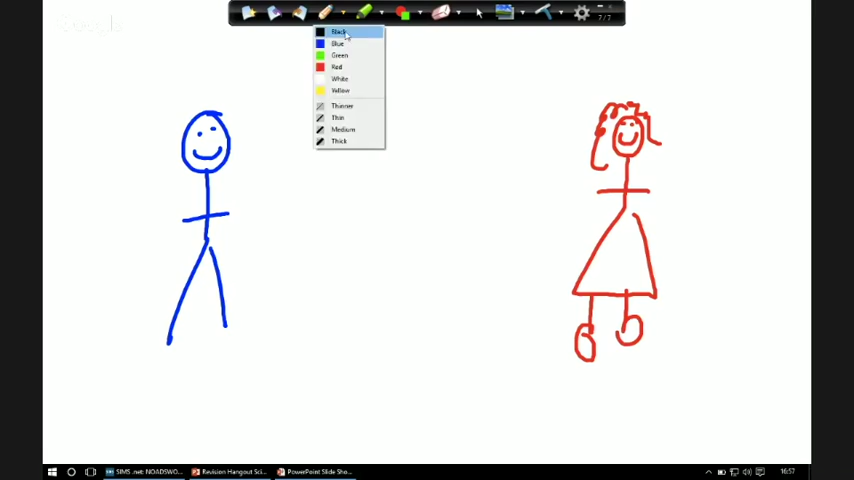 Google
7 / 7
Black
Blue
Green
Red
White
Yellow
Thinner
Thin
Medium
Thick
SIMS .net: NOADSWO...
Revision Hangout Sci...
PowerPoint Slide Sho...
16:57